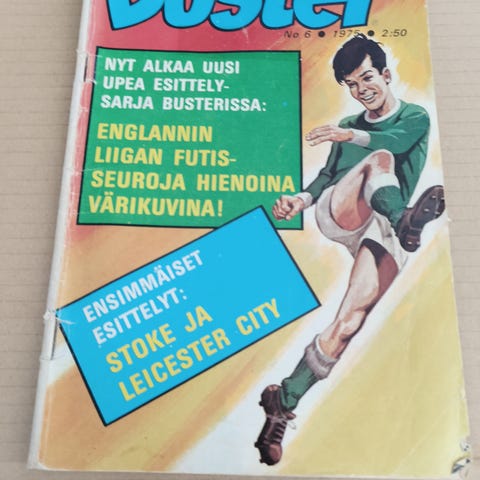 Buster
No 6 ● 1975 ● 2:50
NYT ALKAA UUSI
UPEA ESITTELY-
SARJA BUSTERISSA:
ENGLANNIN
LIIGAN FUTIS-
SEUROJA HIENOINA
VÄRIKUVINA!
ENSIMMÄISET
ESITTELYT:
STOKE JA
LEICESTER CITY